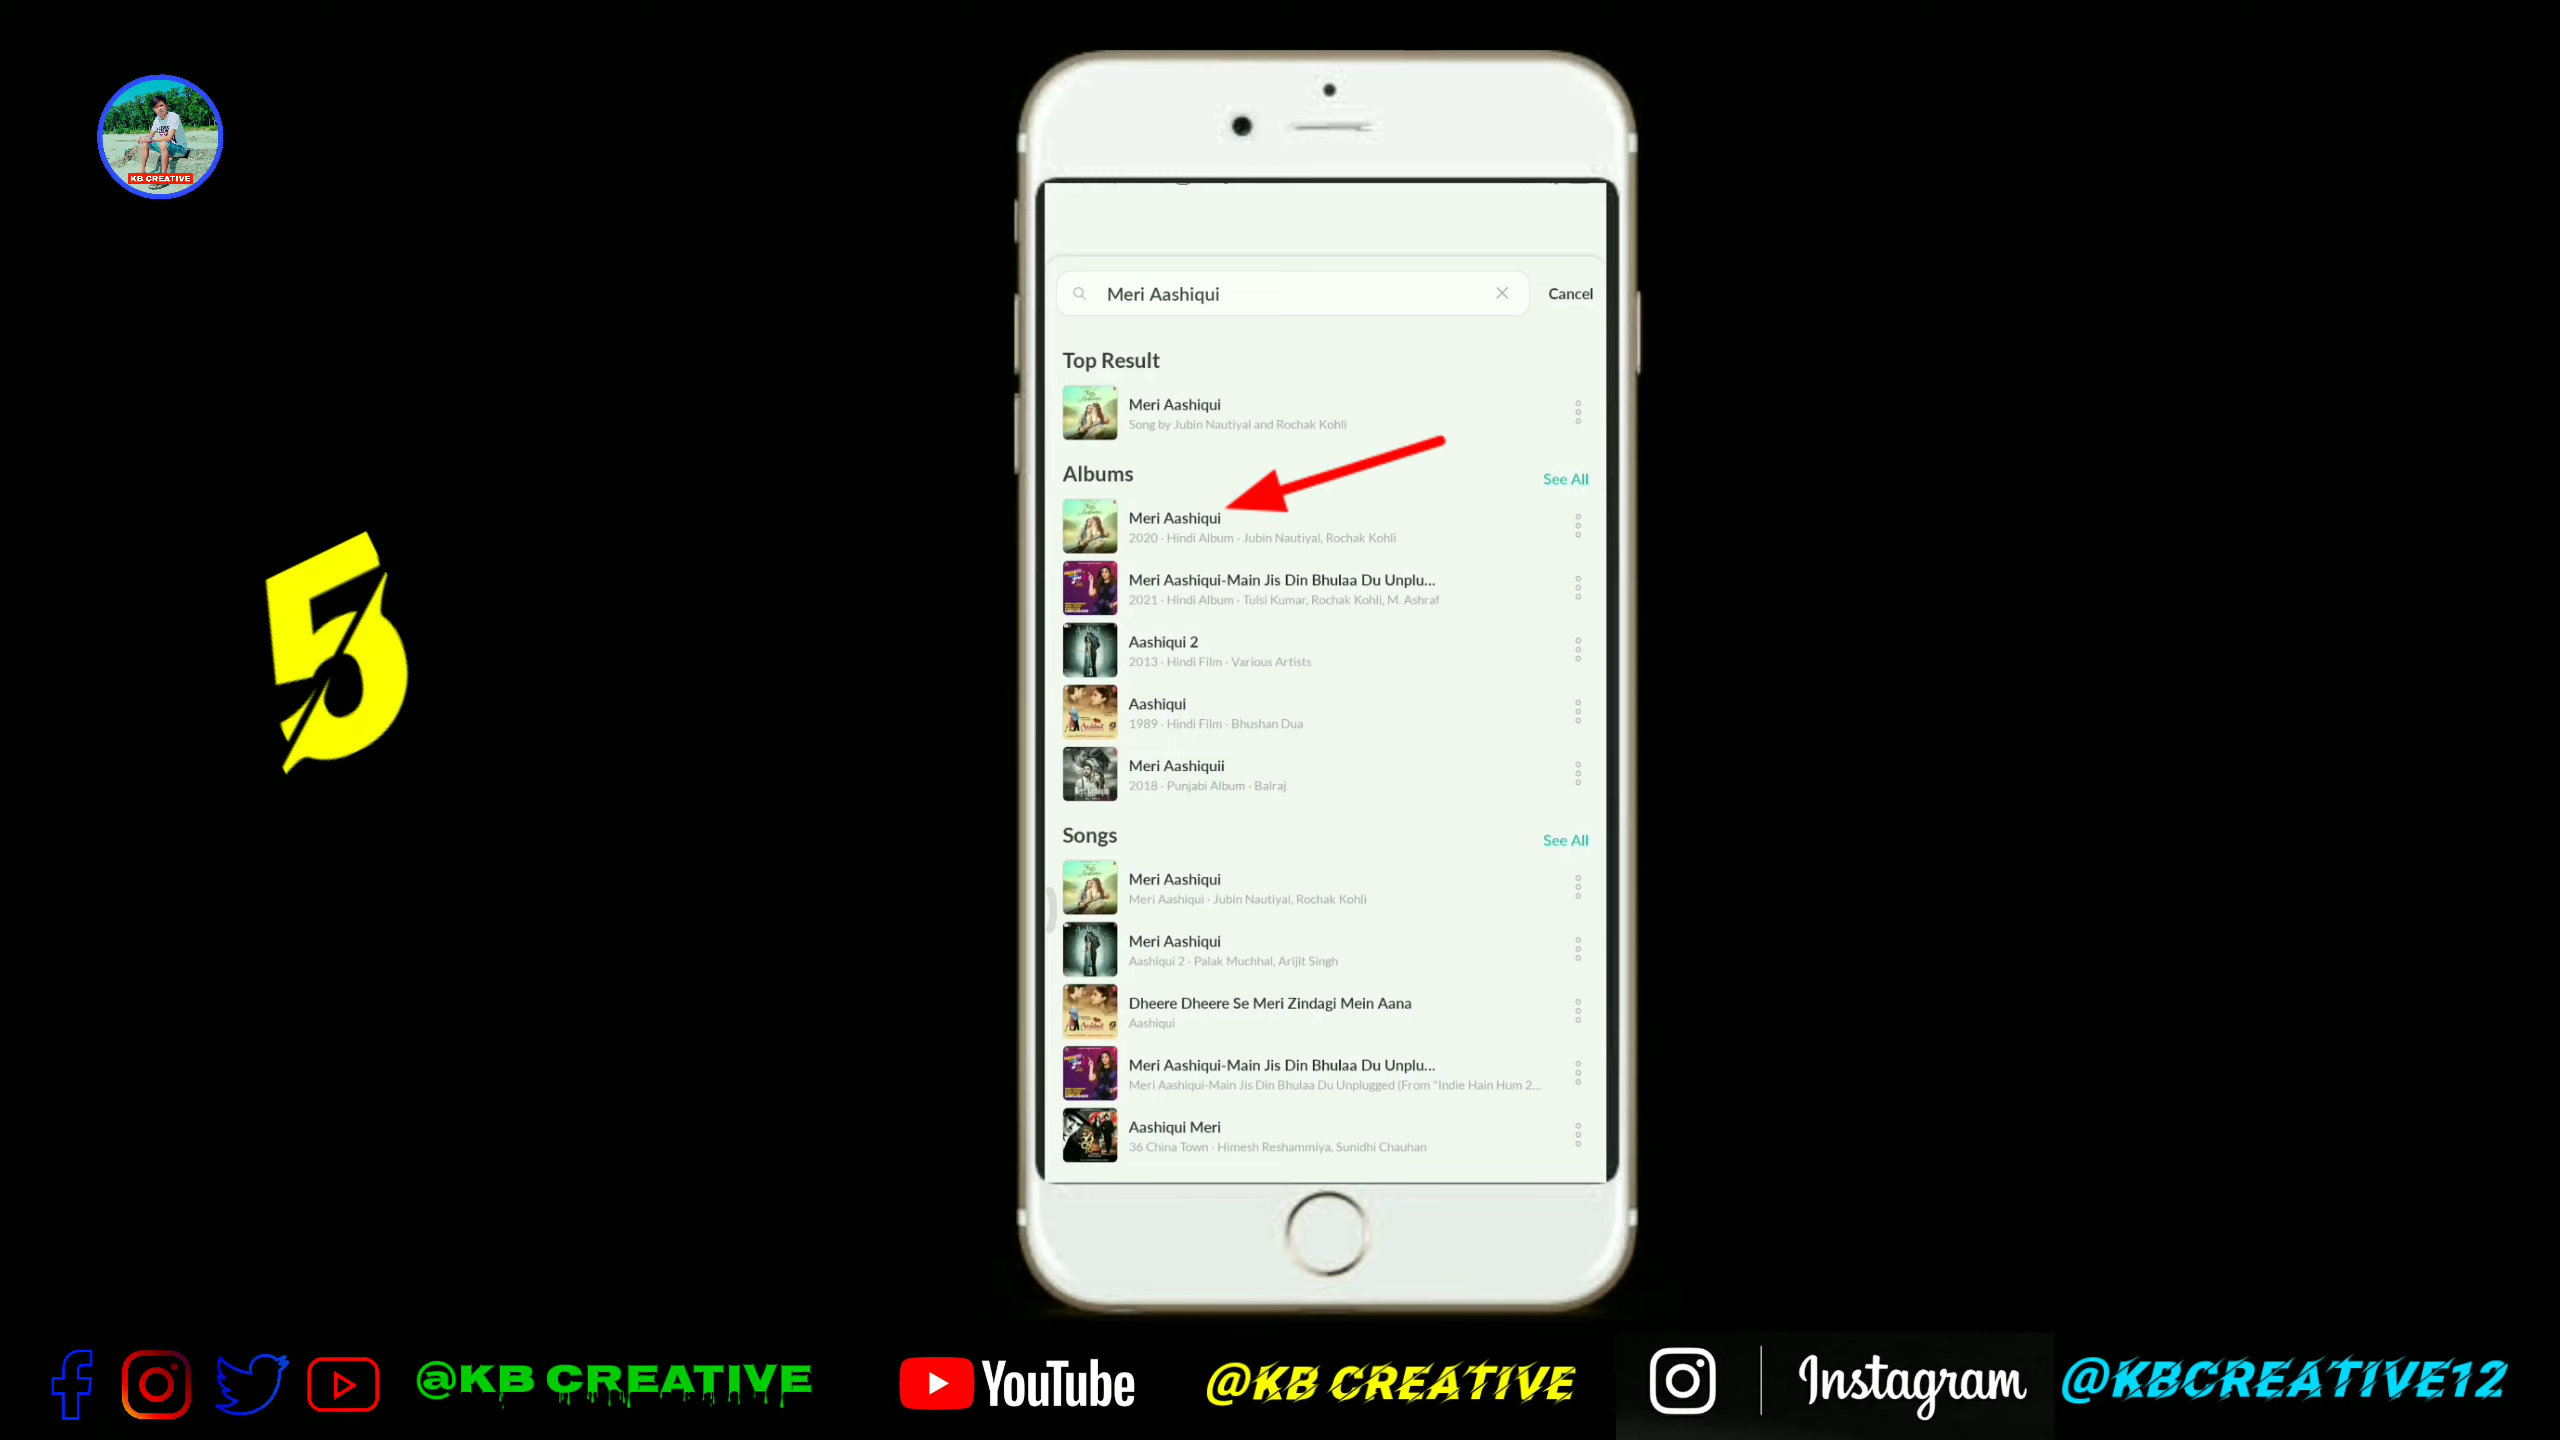 KB CREATIVE
5
Meri Aashiqui
Cancel
Top Result
Meri Aashiqui
Song by Jubin Nautiyal and Rochak Kohli
Albums
See All
Meri Aashiqui
2020 · Hindi Album · Jubin Nautiyal, Rochak Kohli
Meri Aashiqui-Main Jis Din Bhulaa Du Unplu...
2021 · Hindi Album · Tulsi Kumar, Rochak Kohli, M. Ashraf
Aashiqui 2
2013 · Hindi Film · Various Artists
Aashiqui
1989 · Hindi Film · Bhushan Dua
Meri Aashiquii
2018 · Punjabi Album · Balraj
Songs
See All
Meri Aashiqui
Meri Aashiqui · Jubin Nautiyal, Rochak Kohli
Meri Aashiqui
Aashiqui 2 · Palak Muchhal, Arijit Singh
Dheere Dheere Se Meri Zindagi Mein Aana
Aashiqui
Meri Aashiqui-Main Jis Din Bhulaa Du Unplu...
Meri Aashiqui-Main Jis Din Bhulaa Du Unplugged (From "Indie Hain Hum 2...
Aashiqui Meri
36 China Town · Himesh Reshammiya, Sunidhi Chauhan
@KB CREATIVE
YouTube
@KB CREATIVE
Instagram
@KBCREATIVE12